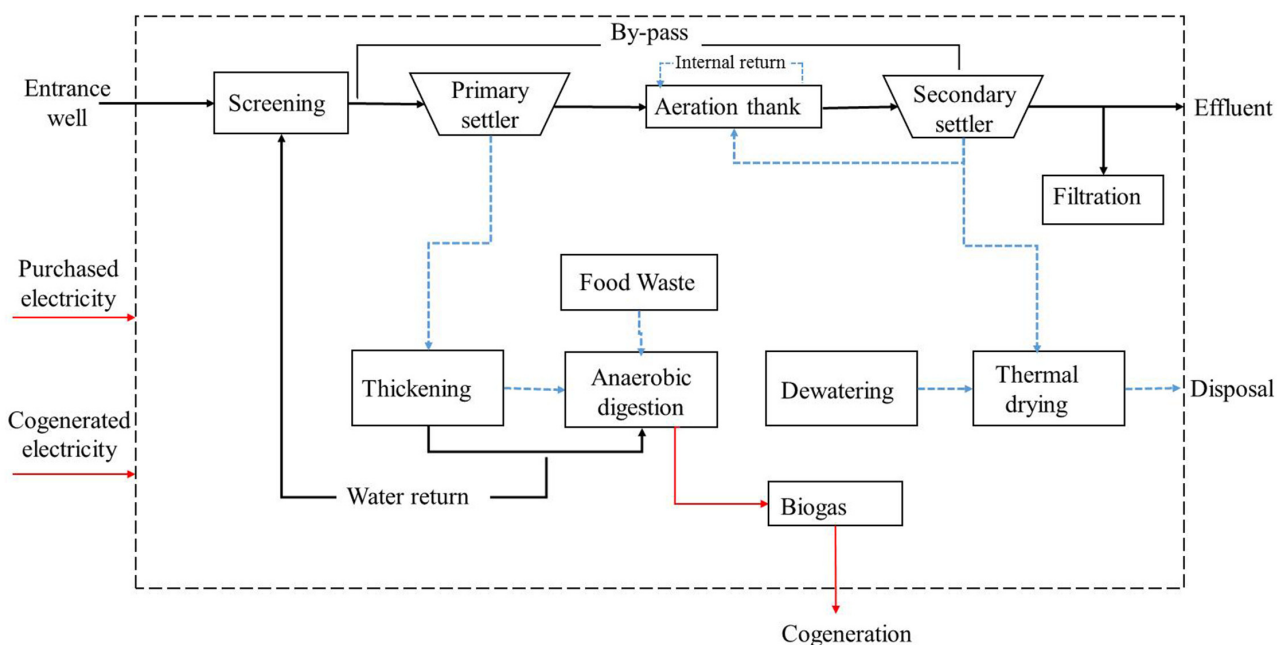 By-pass
Entrance
well
Screening
Primary
settler
Internal return
Aeration thank
Secondary
settler
Effluent
Filtration
Purchased
electricity
Food Waste
Thickening
Anaerobic
digestion
Dewatering
Thermal
drying
Disposal
Cogenerated
electricity
Water return
Biogas
Cogeneration